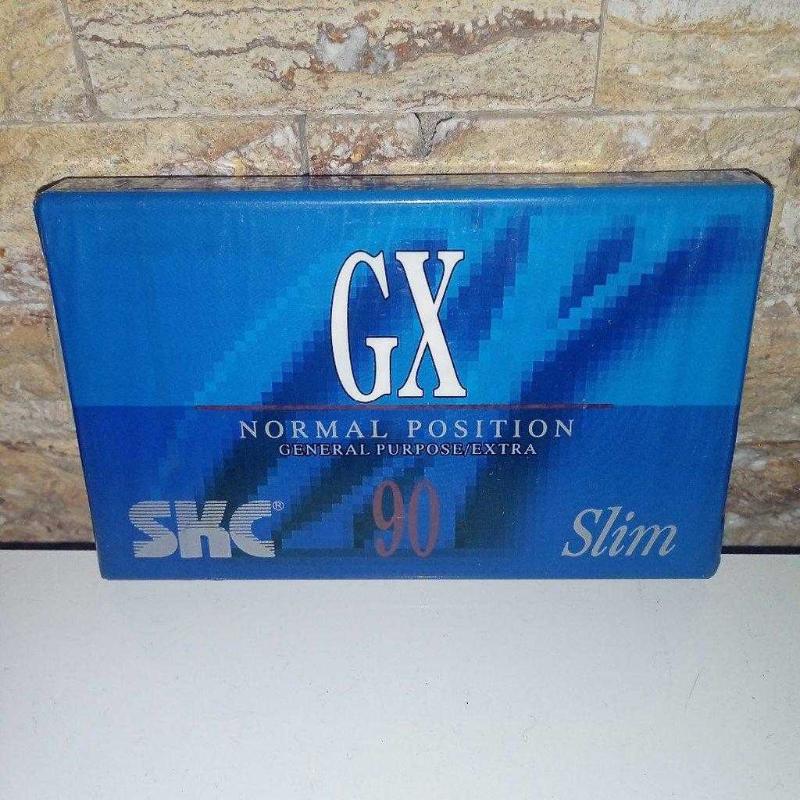 GX
NORMAL POSITION
GENERAL PURPOSE/EXTRA
SKC® 90 Slim